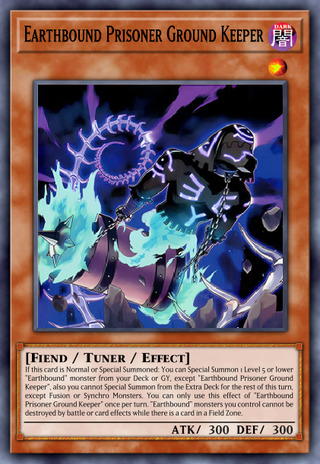 Earthbound Prisoner Ground Keeper
DARK
闇
[Fiend / Tuner / Effect]
If this card is Normal or Special Summoned: You can Special Summon 1 Level 5 or lower
"Earthbound" monster from your Deck or GY, except "Earthbound Prisoner Ground
Keeper", also you cannot Special Summon from the Extra Deck for the rest of this turn,
except Fusion or Synchro Monsters. You can only use this effect of "Earthbound
Prisoner Ground Keeper" once per turn. "Earthbound" monsters you control cannot be
destroyed by battle or card effects while there is a card in a Field Zone.
ATK/ 300 DEF/ 300